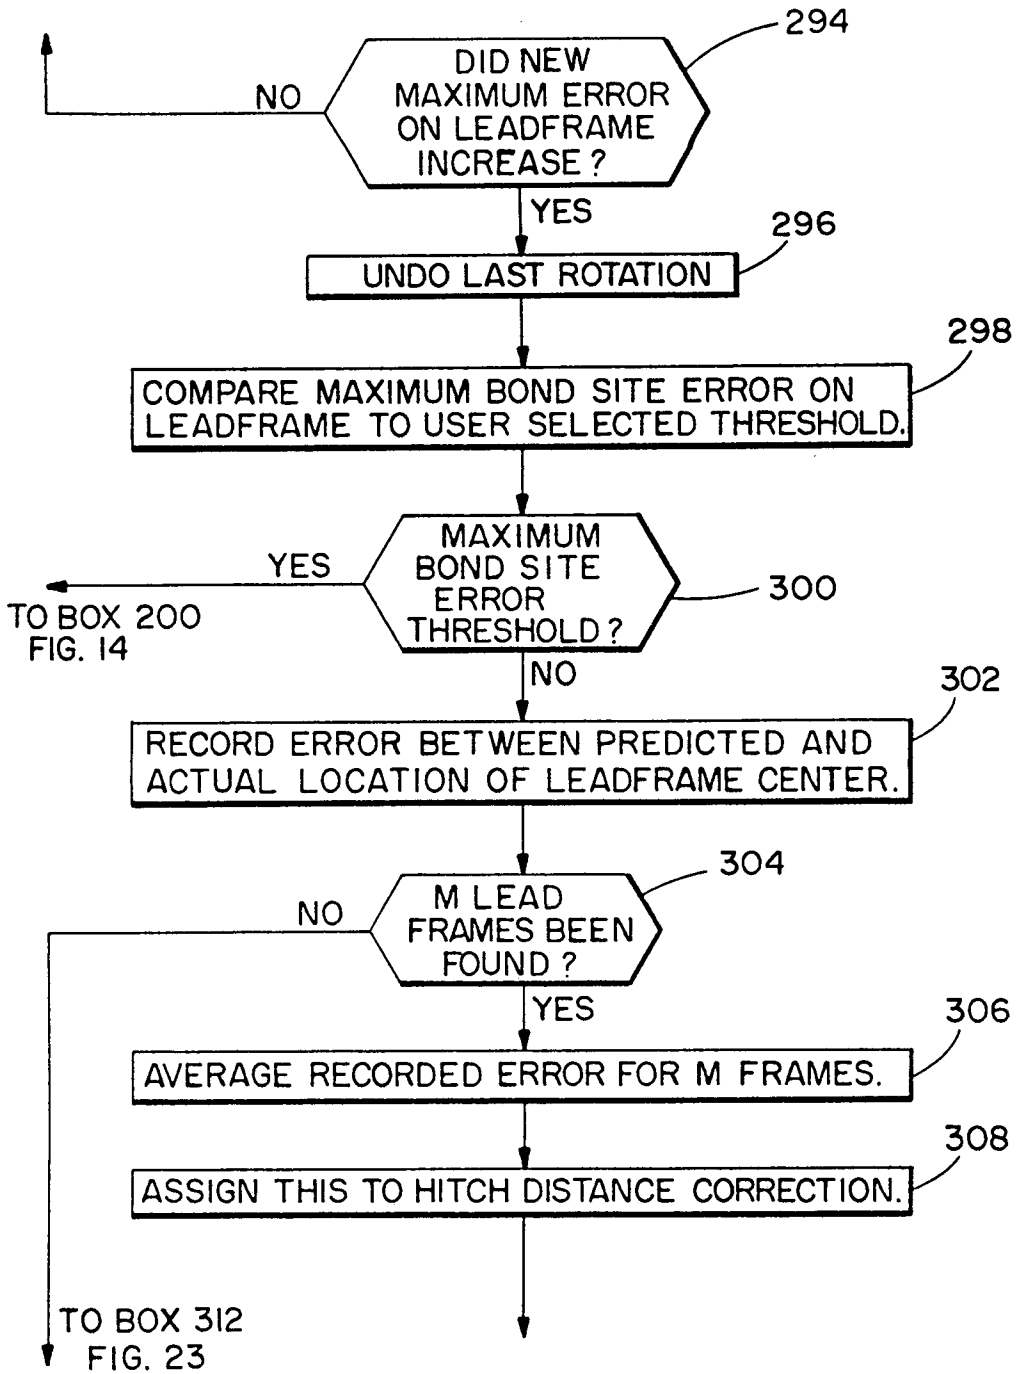 294
DID NEW
MAXIMUM ERROR
ON LEADFRAME
INCREASE ?
NO
YES
296
UNDO LAST ROTATION
298
COMPARE MAXIMUM BOND SITE ERROR ON
LEADFRAME TO USER SELECTED THRESHOLD.
MAXIMUM
BOND SITE
ERROR
THRESHOLD ?
YES
300
TO BOX 200
FIG. 14
NO
302
RECORD ERROR BETWEEN PREDICTED AND
ACTUAL LOCATION OF LEADFRAME CENTER.
304
M LEAD
FRAMES BEEN
FOUND ?
NO
YES
306
AVERAGE RECORDED ERROR FOR M FRAMES.
308
ASSIGN THIS TO HITCH DISTANCE CORRECTION.
TO BOX 312
FIG. 23